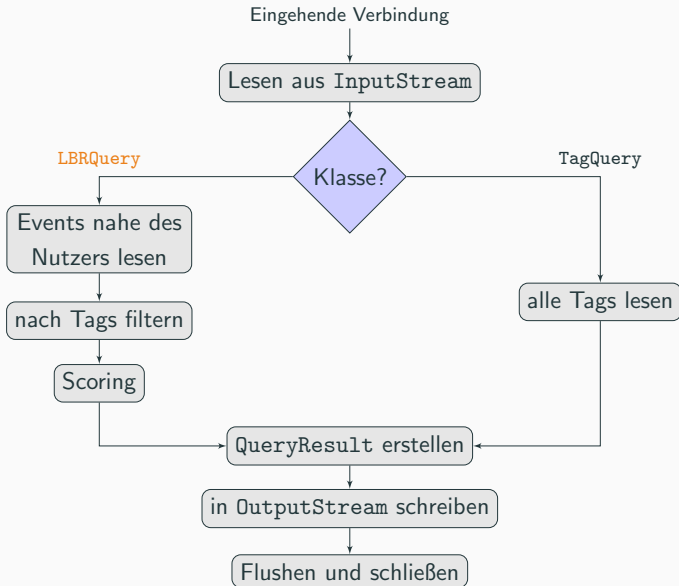 Eingehende Verbindung
Lesen aus InputStream
LBRQuery
Klasse?
TagQuery
Events nahe des
Nutzers lesen
nach Tags filtern
Scoring
alle Tags lesen
QueryResult erstellen
in OutputStream schreiben
Flushen und schließen